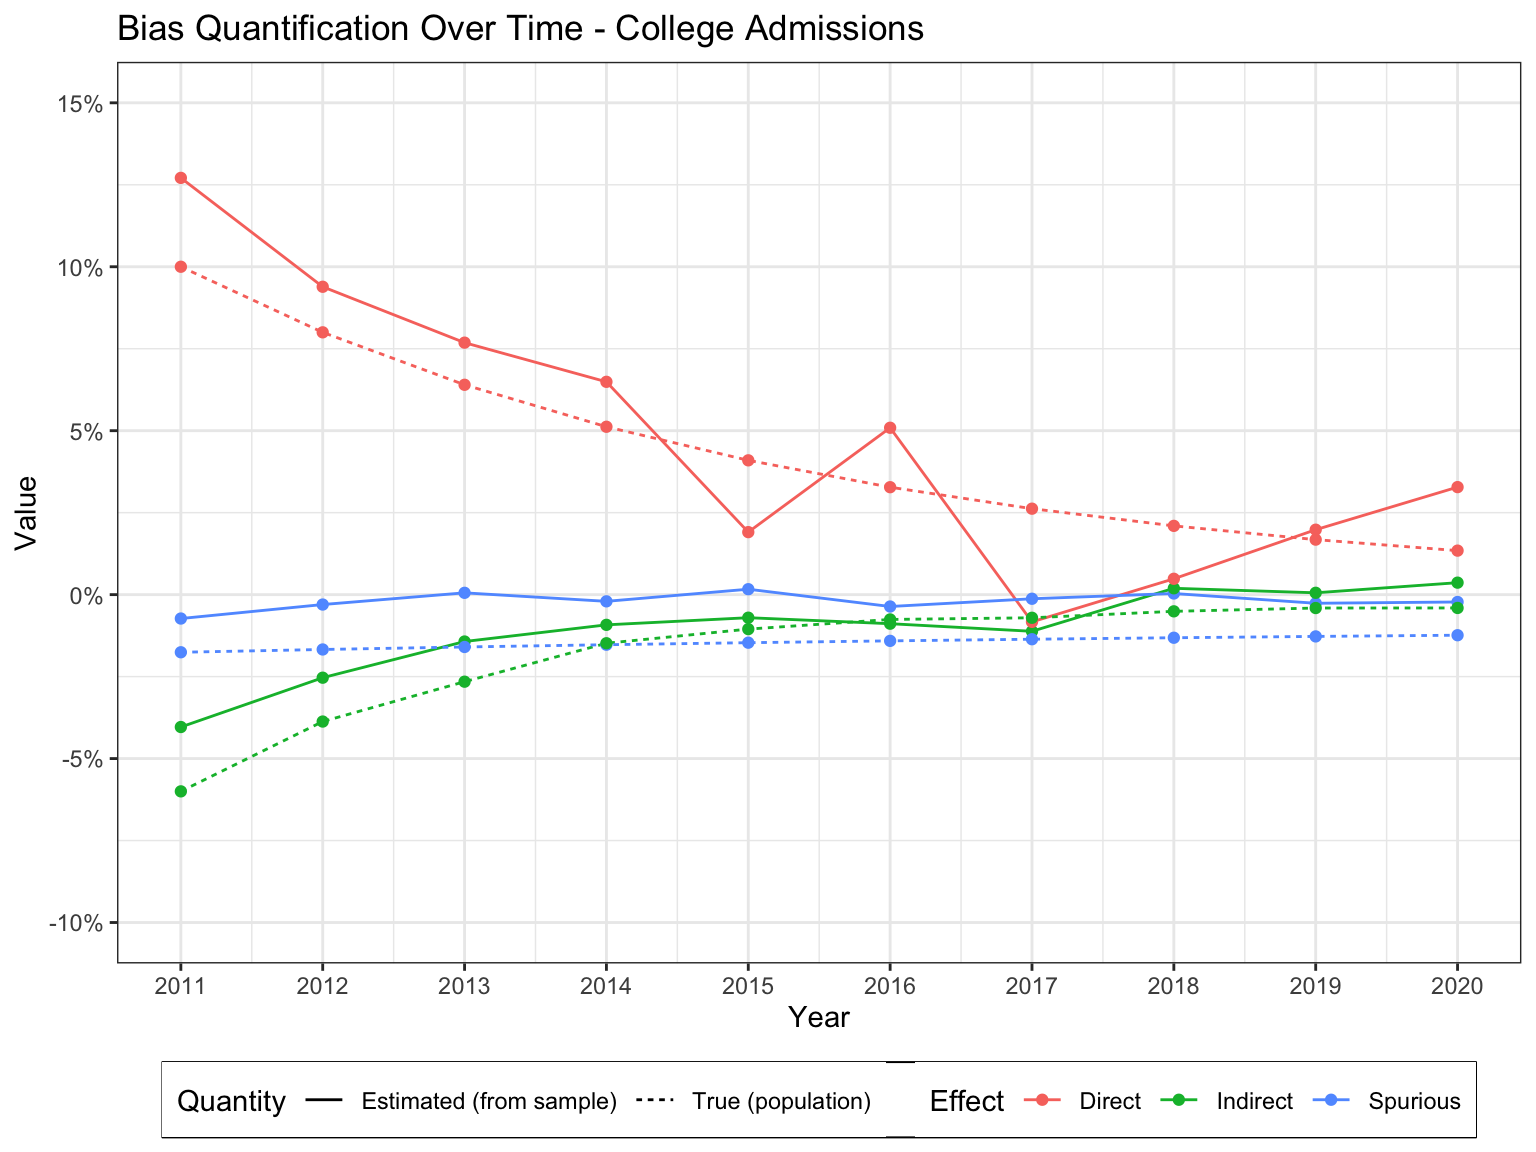 Bias Quantification Over Time - College Admissions
Value
15%
10%
5%
0%
-5%
-10%
2011 2012 2013 2014 2015 2016 2017 2018 2019 2020
Year
Quantity Estimated (from sample) True (population) Effect Direct Indirect Spurious